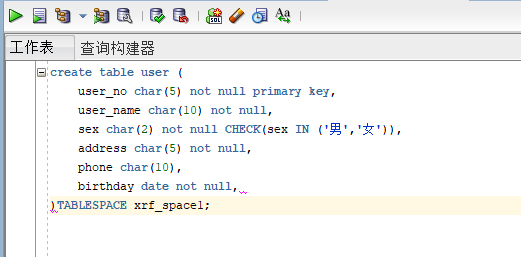 SQL
Aa
工作表 查询构建器
create table user (
user_no char(5) not null primary key,
user_name char(10) not null,
sex char(2) not null CHECK(sex IN ('男','女')),
address char(5) not null,
phone char(10),
birthday date not null,
)TABLESPACE xrf_space1;